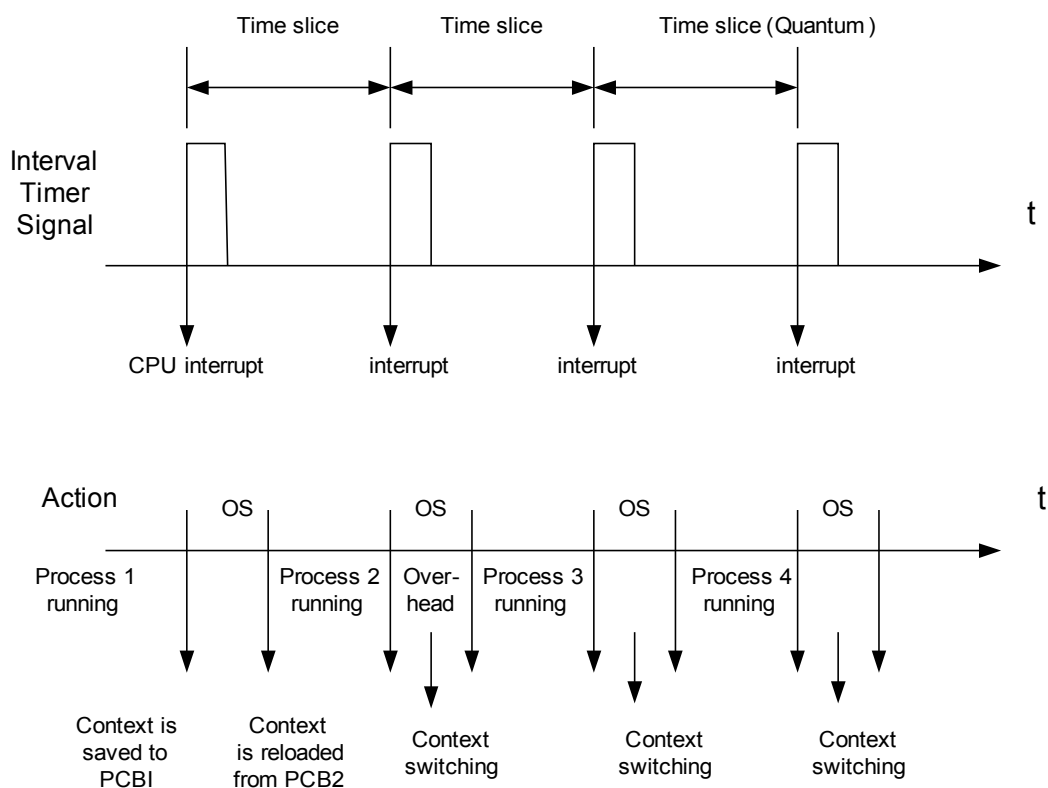 Time slice
Time slice
Time slice (Quantum)
Interval
Timer
Signal
t
CPU interrupt
interrupt
interrupt
interrupt
Action
OS
OS
OS
OS
t
Process 1
running
Process 2
running
Over-
head
Process 3
running
Process 4
running
Context is
saved to
PCBI
Context
is reloaded
from PCB2
Context
switching
Context
switching
Context
switching